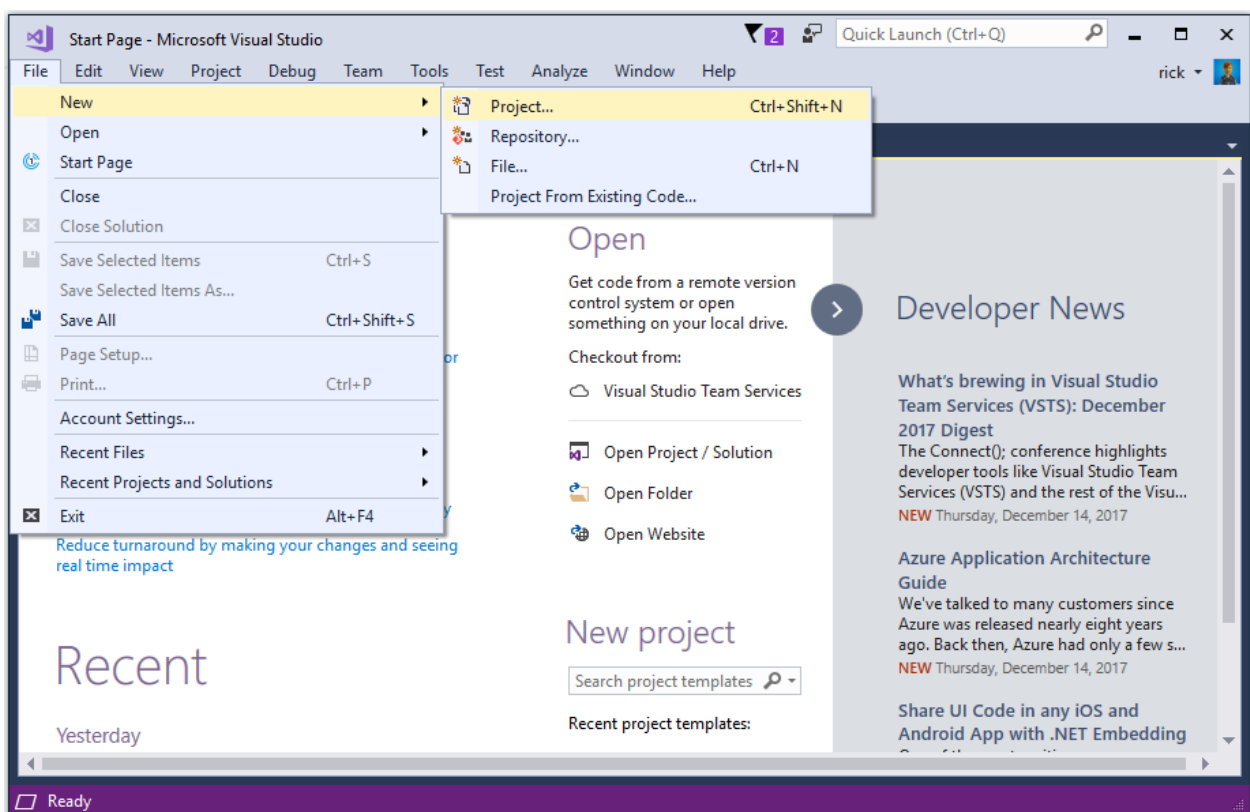 Start Page - Microsoft Visual Studio
2
Quick Launch (Ctrl+Q)
File Edit View Project Debug Team Tools Test Analyze Window Help
rick
New
Open
Start Page
Close
Close Solution
Save Selected Items Ctrl+S
Save Selected Items As...
Save All Ctrl+Shift+S
Page Setup...
Print... Ctrl+P
Account Settings...
Recent Files
Recent Projects and Solutions
Exit Alt+F4
Project... Ctrl+Shift+N
Repository...
File... Ctrl+N
Project From Existing Code...
or
y
Reduce turnaround by making your changes and seeing
real time impact
Recent
Yesterday
Open
Get code from a remote version
control system or open
something on your local drive.
Checkout from:
Visual Studio Team Services
Open Project / Solution
Open Folder
Open Website
New project
Search project templates
Recent project templates:
Developer News
What's brewing in Visual Studio
Team Services (VSTS): December
2017 Digest
The Connect(); conference highlights
developer tools like Visual Studio Team
Services (VSTS) and the rest of the Visu...
NEW Thursday, December 14, 2017
Azure Application Architecture
Guide
We've talked to many customers since
Azure was released nearly eight years
ago. Back then, Azure had only a few s...
NEW Thursday, December 14, 2017
Share UI Code in any iOS and
Android App with .NET Embedding
Ready